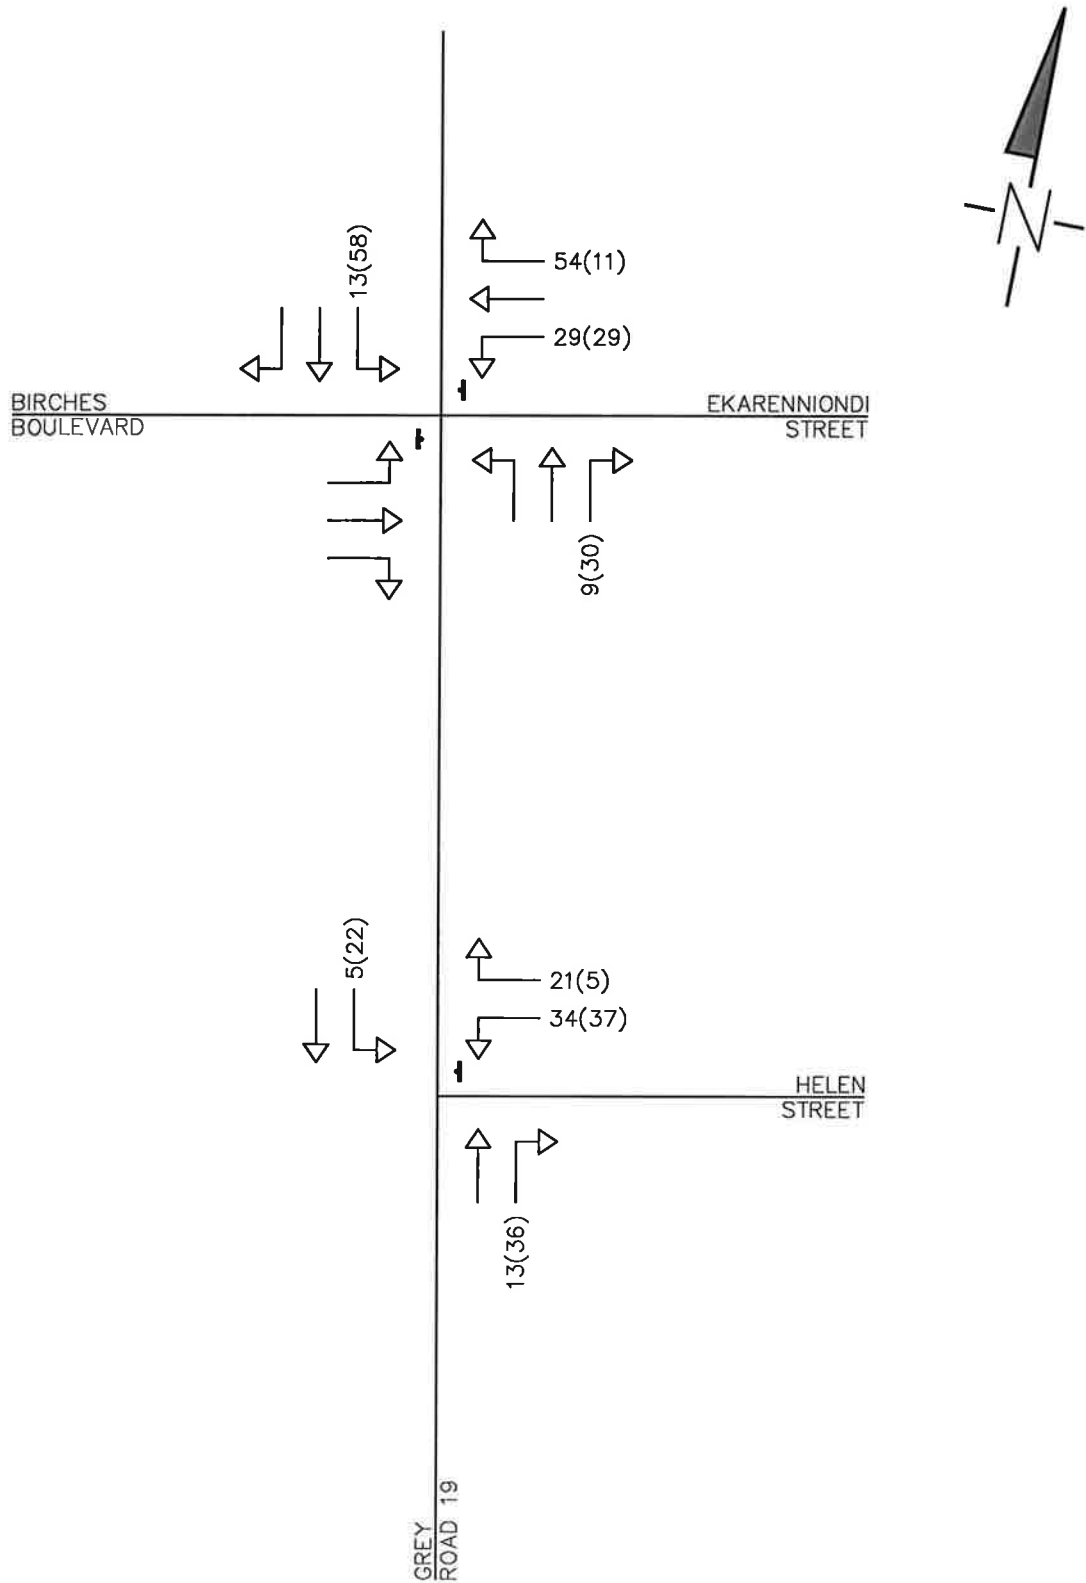 N
13(58)
54(11)
29(29)
BIRCHES
BOULEVARD
EKARENNIONDI
STREET
9(30)
5(22)
21(5)
34(37)
HELEN
STREET
13(36)
GREY
ROAD 19